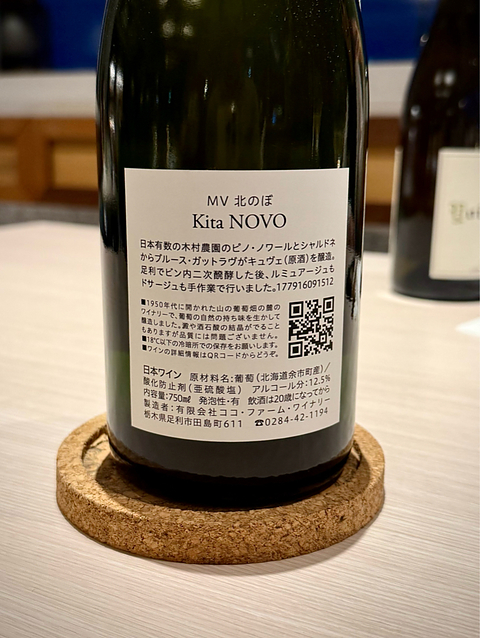 MV 北のぼ
Kita NOVO
日本有数の木村農園のピノ・ノワールとシャルドネ
からブルース・ガットラヴがキュヴェ(原酒)を醸造。
足利でビン内二次醗酵した後、ルミュアージュも
ドサージュも手作業で行いました。177916091512
■1950年代に開かれた山の葡萄畑の麓の
ワイナリーで、葡萄の自然の持ち味を生かして
醸造しました。澱や酒石酸の結晶がでること
もありますが品質には問題ございません。
■18℃以下の冷暗所での保存をお願いします。
■ワインの詳細情報はQRコードからどうぞ。
日本ワイン 原材料名:葡萄(北海道余市町産)/
酸化防止剤(亜硫酸塩) アルコール分:12.5%
内容量:750㎖ 発泡性・有 飲酒は20歳になってから
製造者:有限会社ココ・ファーム・ワイナリー
栃木県足利市田島町611 ☎0284-42-1194